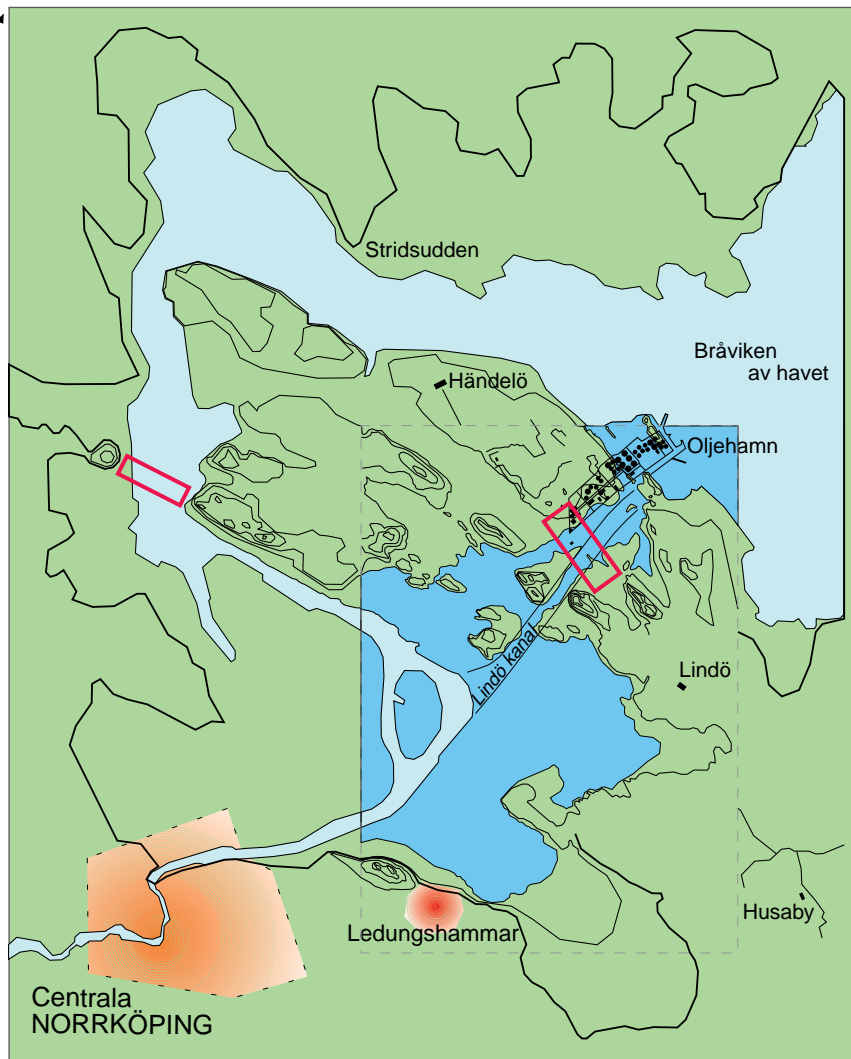 Stridsudden
Bråviken
av havet
Händelö
Oljehamn
Lindö kanal
Lindö
Husaby
Ledungshammar
Centrala
NORRKÖPING